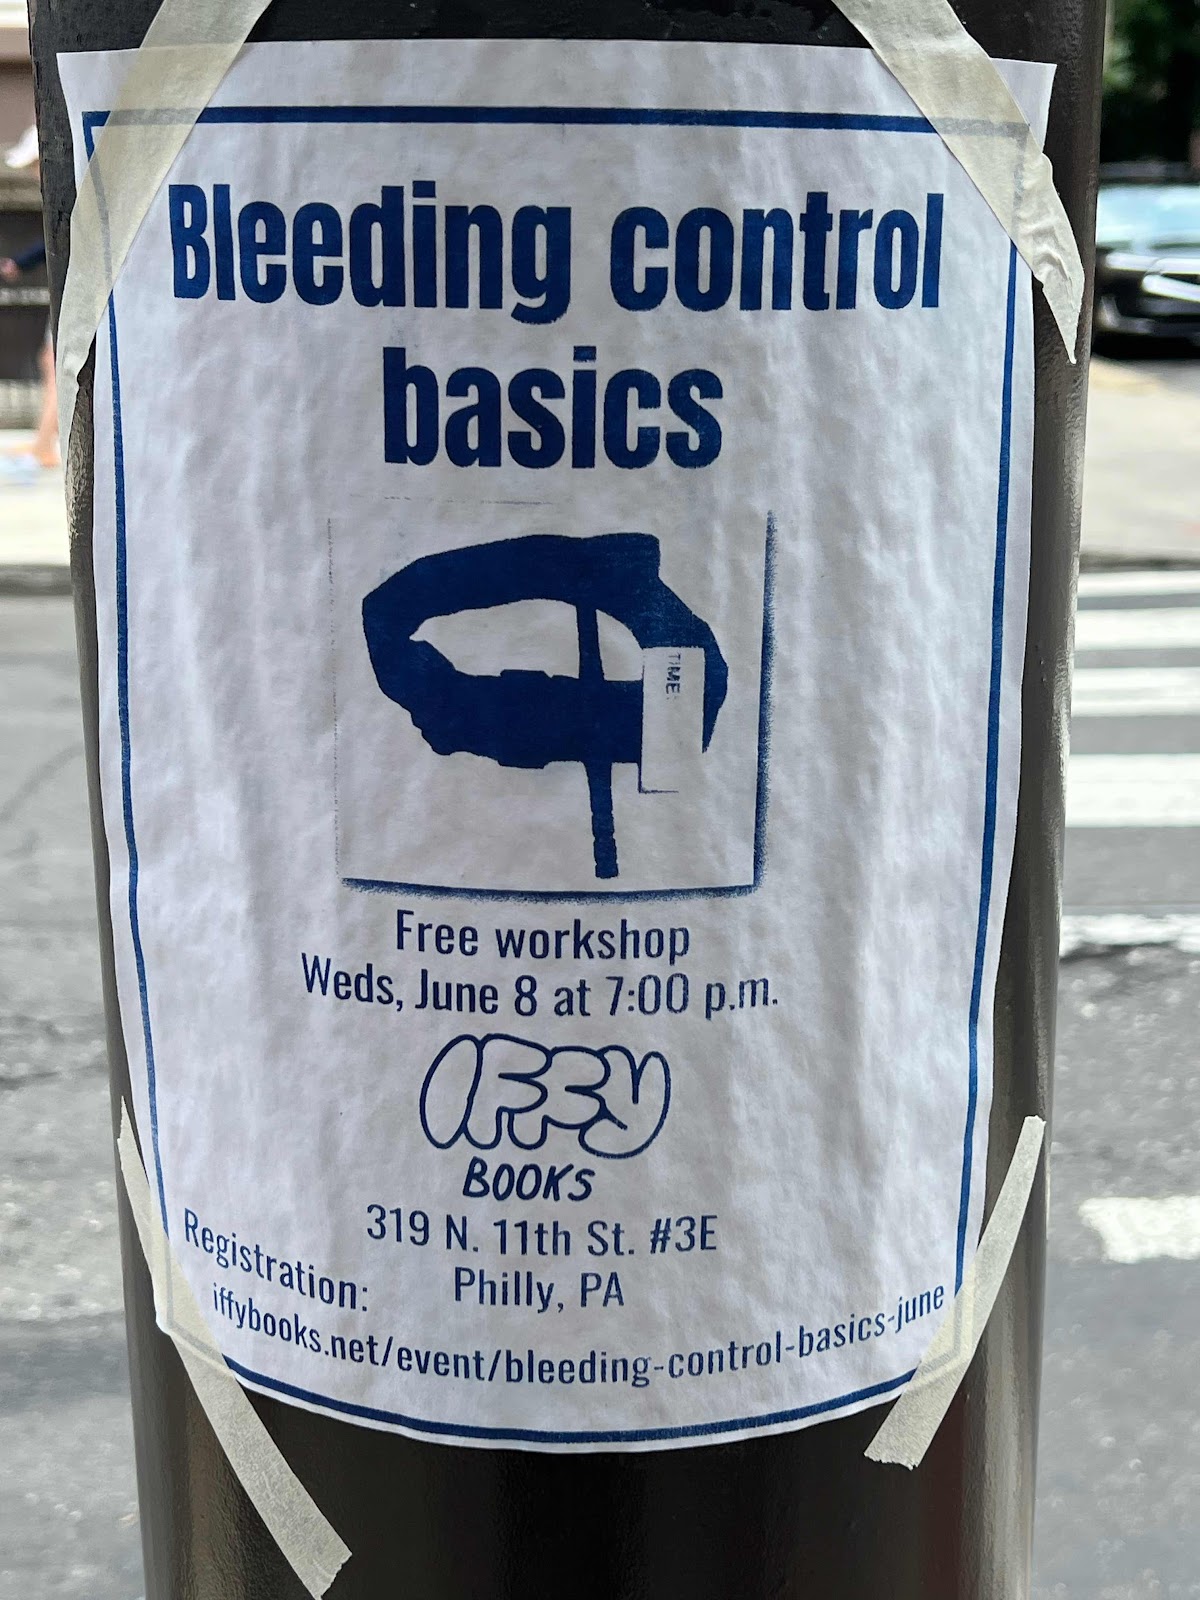 Bleeding control
basics
TIME:
Free workshop
Weds, June 8 at 7:00 p.m.
IFFY
BOOKS
319 N. 11th St. #3E
Philly, PA
Registration:
iffybooks.net/event/bleeding-control-basics-june